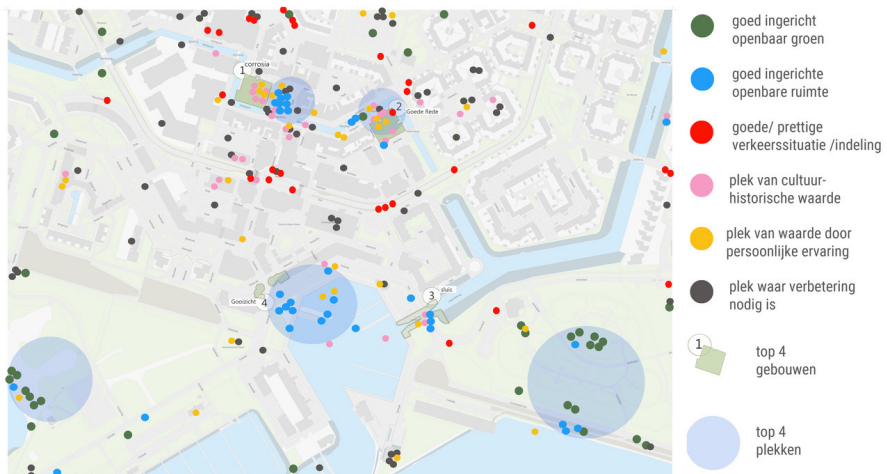 1
corrosia
2
Goede Rede
Gooizicht
4
3
sluis
goed ingericht
openbaar groen
goed ingerichte
openbare ruimte
goede/ prettige
verkeerssituatie /indeling
plek van cultuur-
historische waarde
plek van waarde door
persoonlijke ervaring
plek waar verbetering
nodig is
1
top 4
gebouwen
top 4
plekken